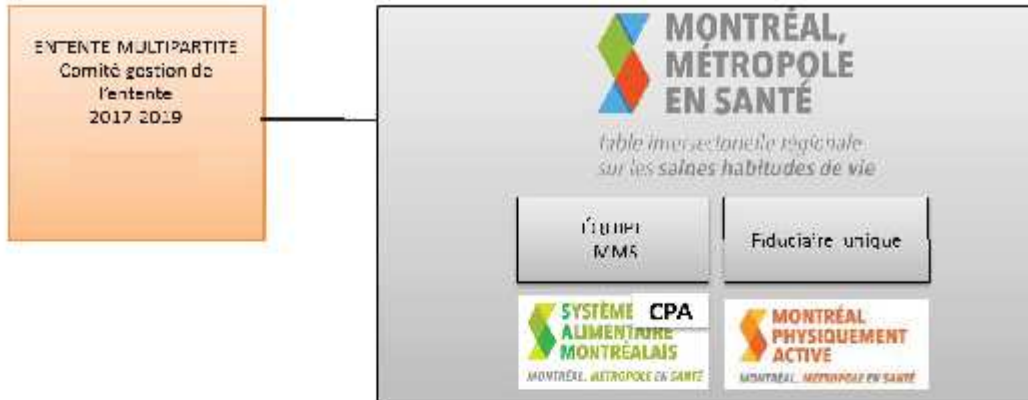 ENTENTE MULTIPARTITE
Comité gestion de
l'entente
2017-2019
MONTRÉAL,
MÉTROPOLE
EN SANTÉ
table intersectorielle régionale
sur les saines habitudes de vie
MMS
Fiduciaire unique
SYSTÈME
CPA
ALIMENTAIRE
MONTRÉALAIS
MONTRÉAL, MÉTROPOLE EN SANTÉ
MONTRÉAL
PHYSIQUEMENT
ACTIVE
MONTRÉAL, MÉTROPOLE EN SANTÉ